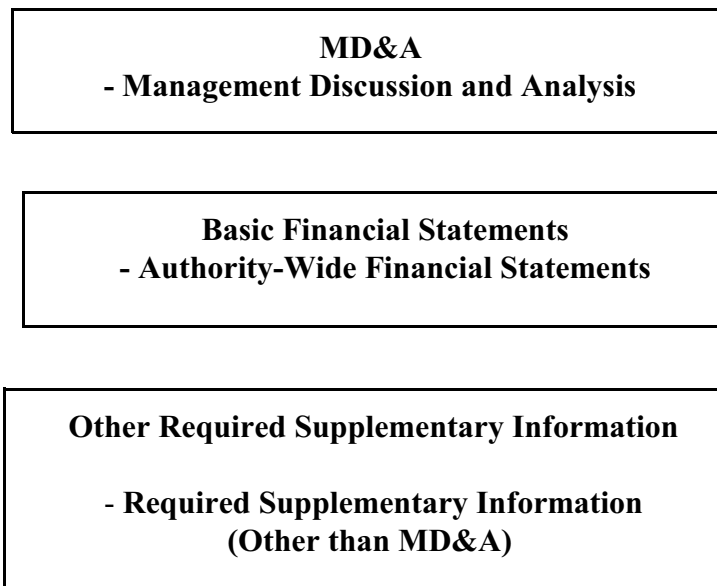 MD&A
- Management Discussion and Analysis
Basic Financial Statements
- Authority-Wide Financial Statements
Other Required Supplementary Information
- Required Supplementary Information
(Other than MD&A)